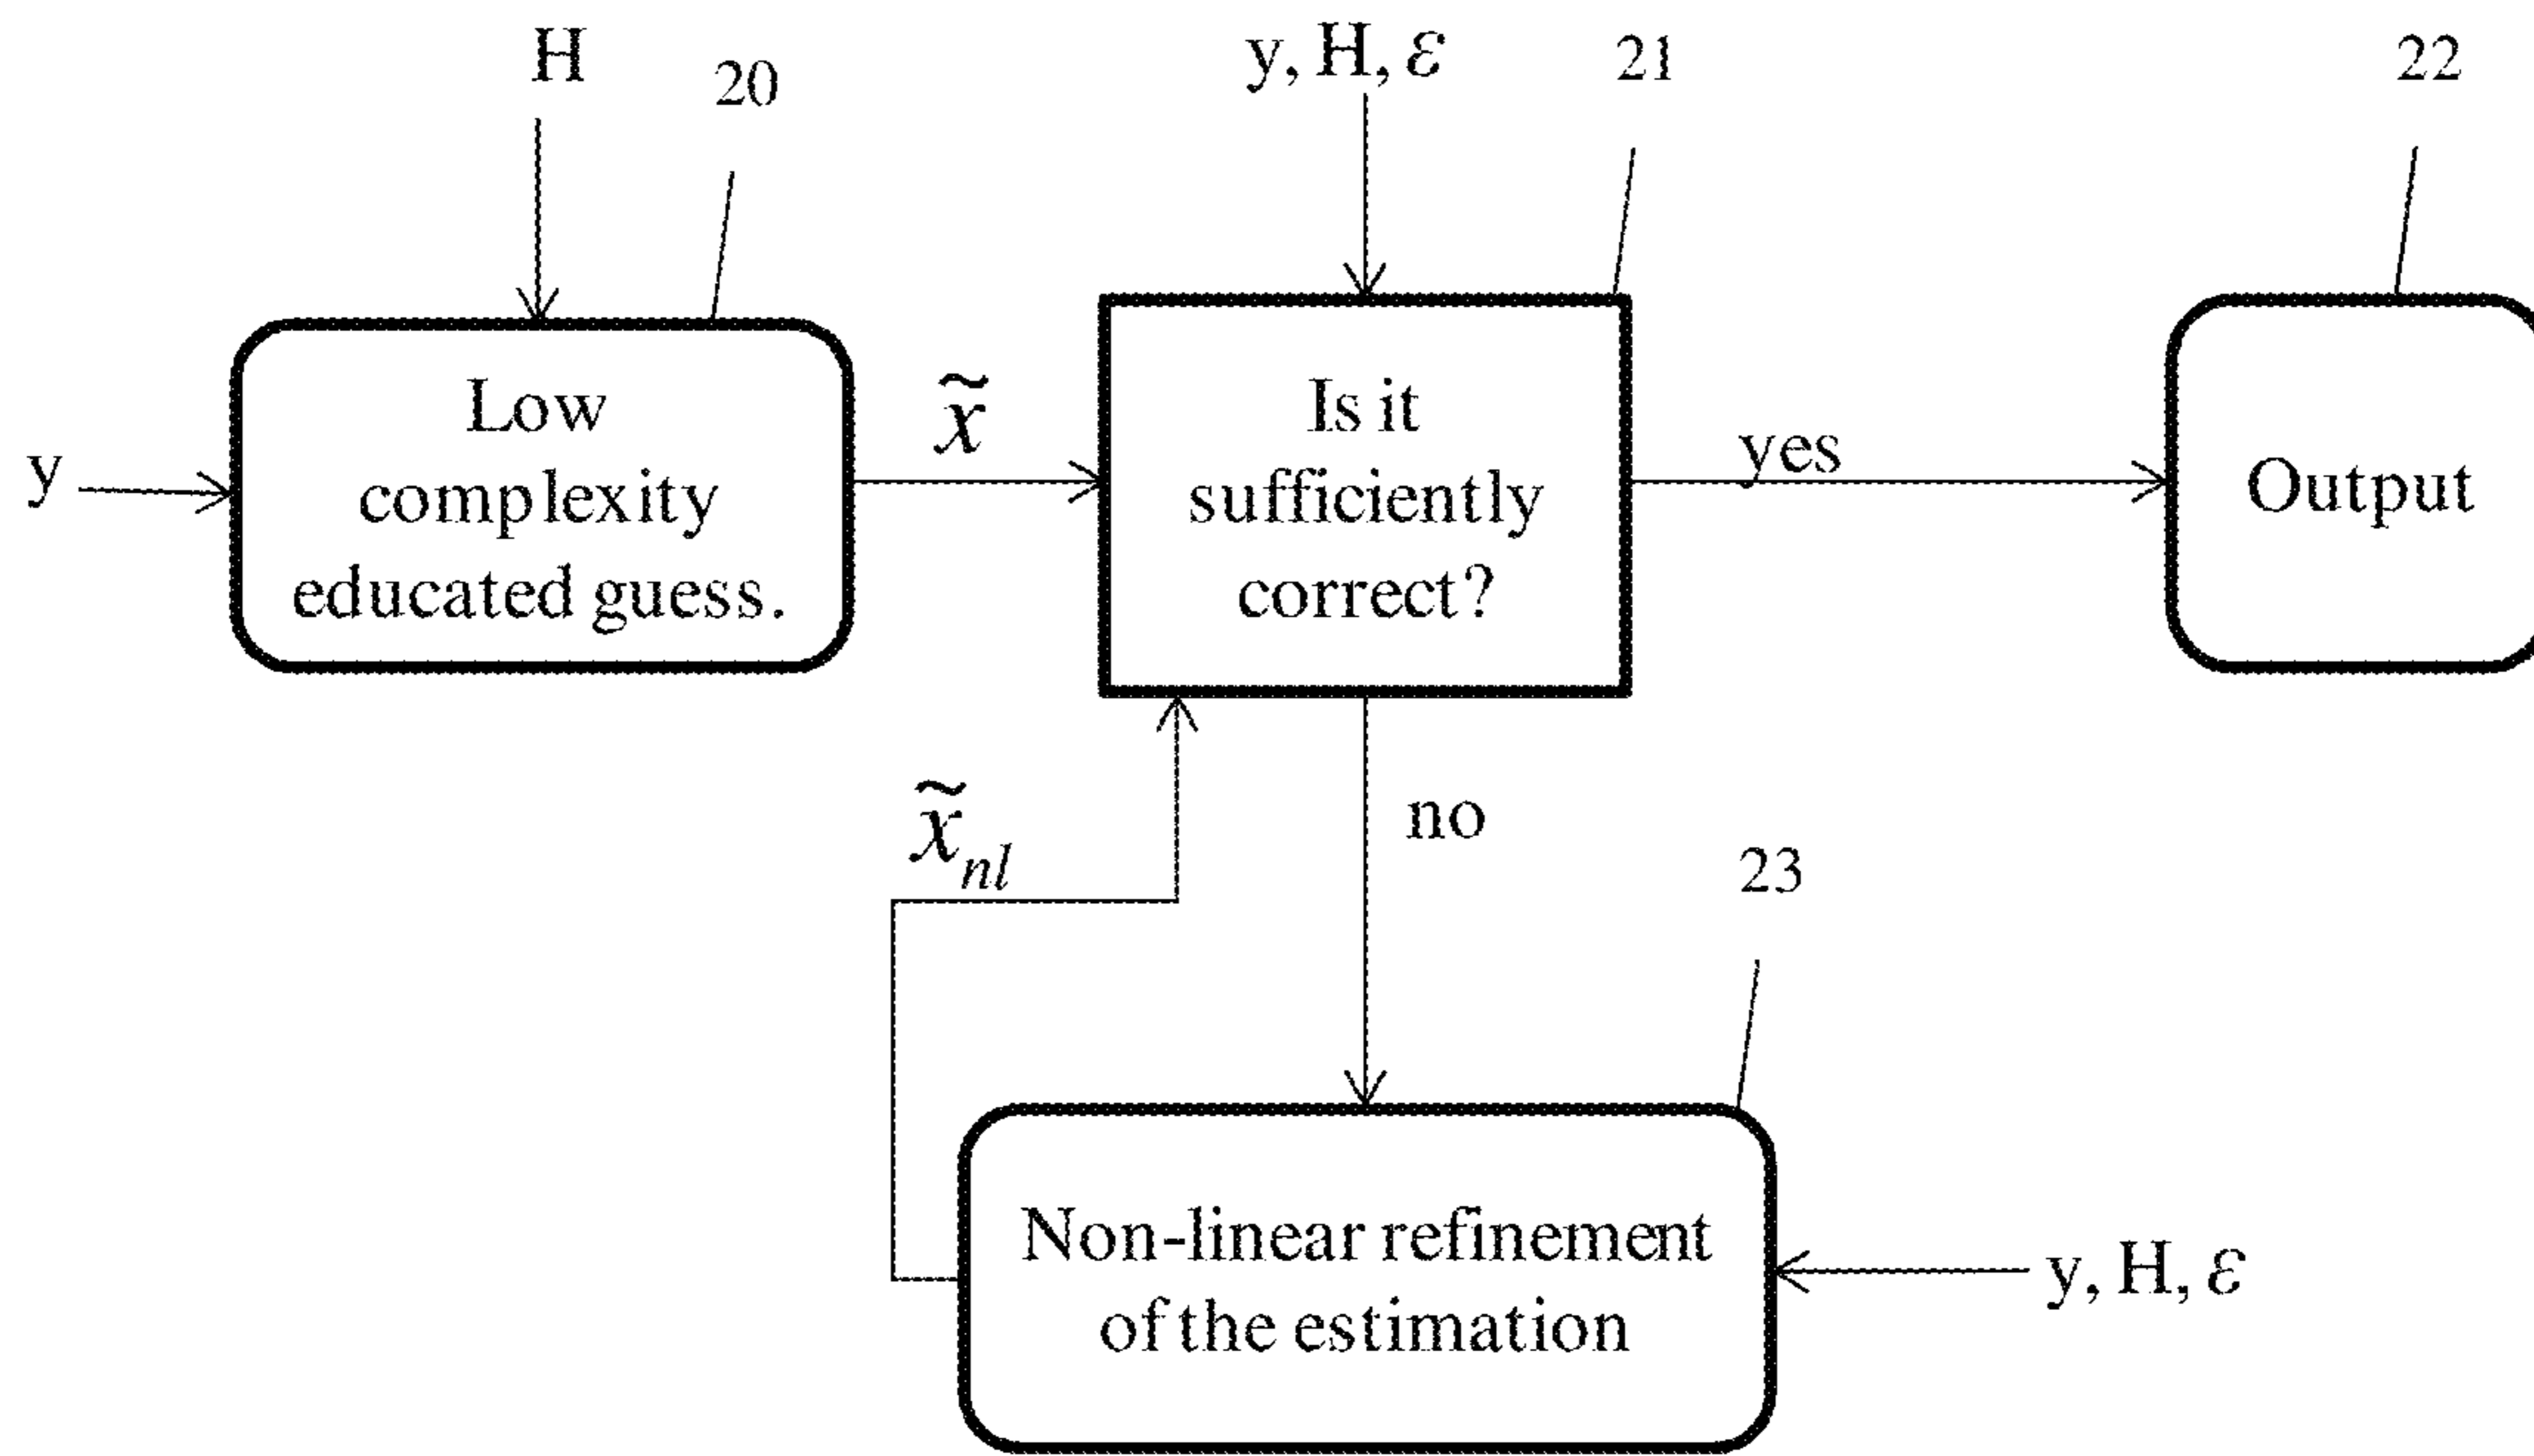 H
20
y, H, ε
21
22
y
Low
complexity
educated guess.
x̃
Is it
sufficiently
correct?
yes
Output
x̃nl
no
23
Non-linear refinement
of the estimation
y, H, ε